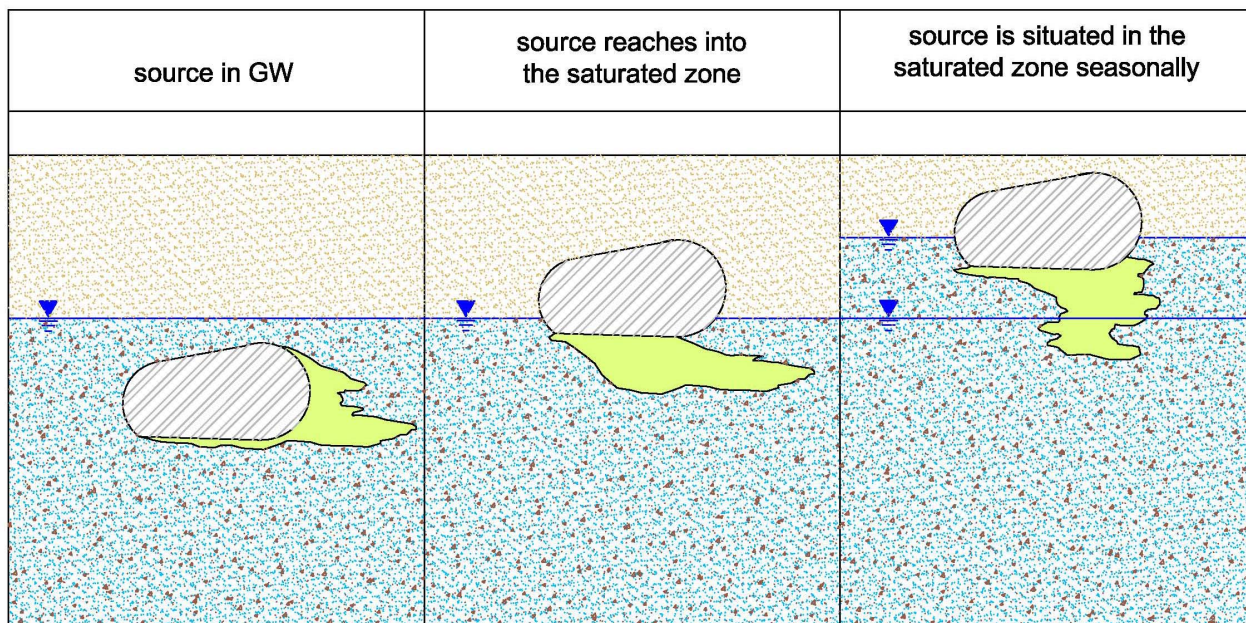 source in GW
source reaches into
the saturated zone
source is situated in the
saturated zone seasonally